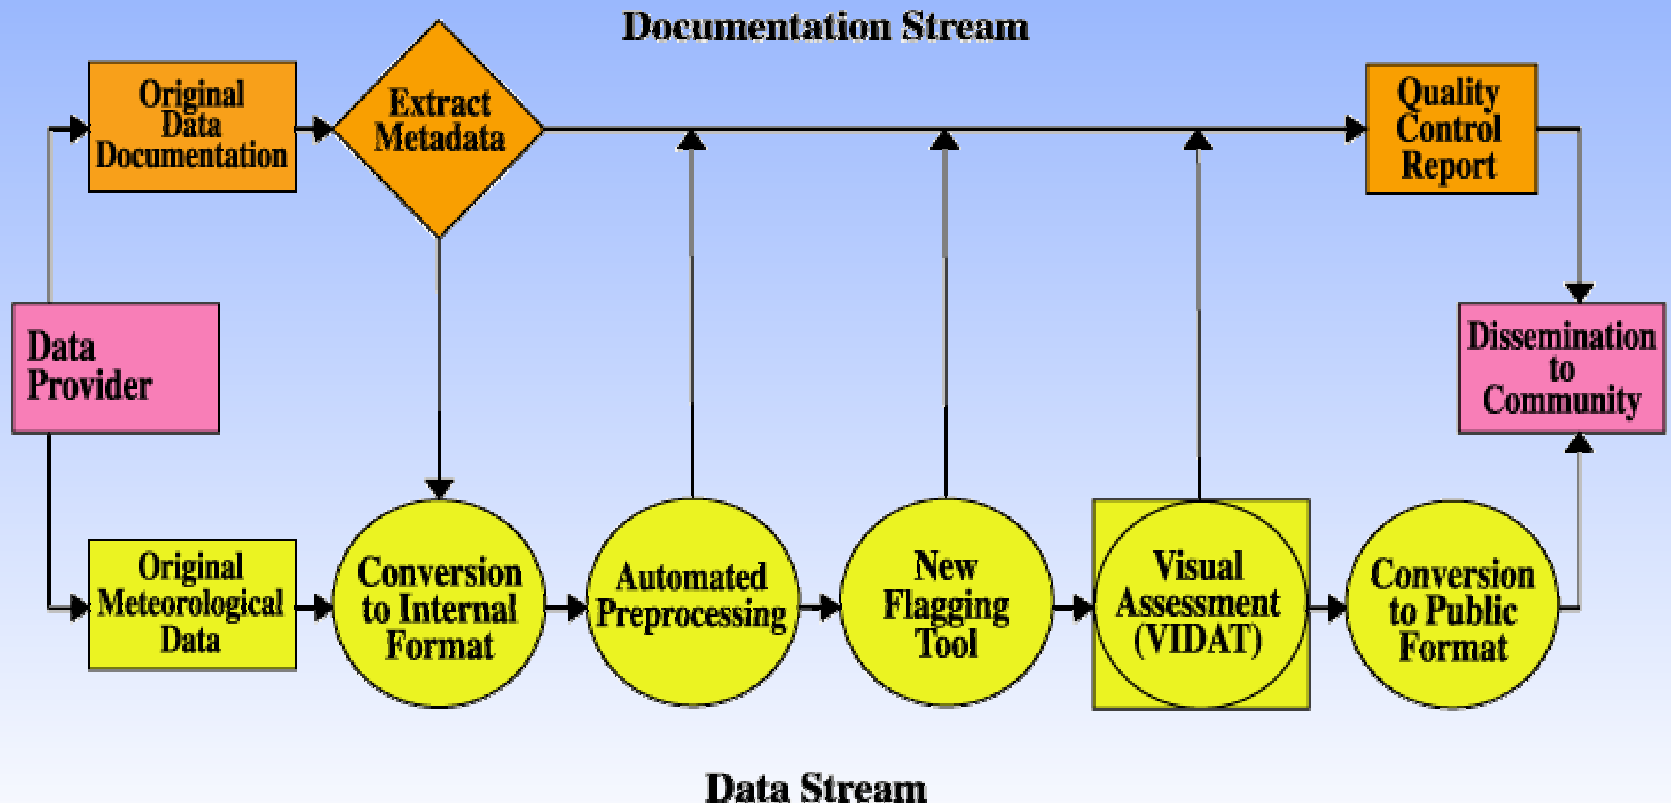 Documentation Stream
Original
Data
Documentation
Extract
Metadata
Quality
Control
Report
Data
Provider
Dissemination
to
Community
Original
Meteorological
Data
Conversion
to Internal
Format
Automated
Preprocessing
New
Flagging
Tool
Visual
Assessment
(VIDAT)
Conversion
to Public
Format
Data Stream